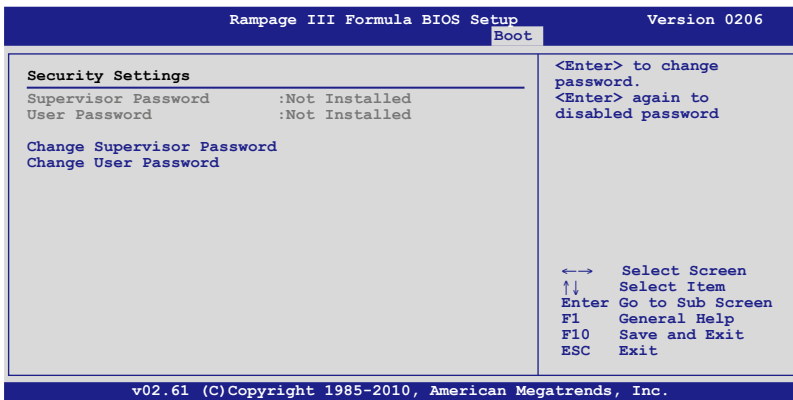 Rampage III Formula BIOS Setup Version 0206
Boot
Security Settings
Supervisor Password :Not Installed
User Password :Not Installed
Change Supervisor Password
Change User Password
<Enter> to change
password.
<Enter> again to
disabled password
←→ Select Screen
↑↓ Select Item
Enter Go to Sub Screen
F1 General Help
F10 Save and Exit
ESC Exit
v02.61 (C)Copyright 1985-2010, American Megatrends, Inc.